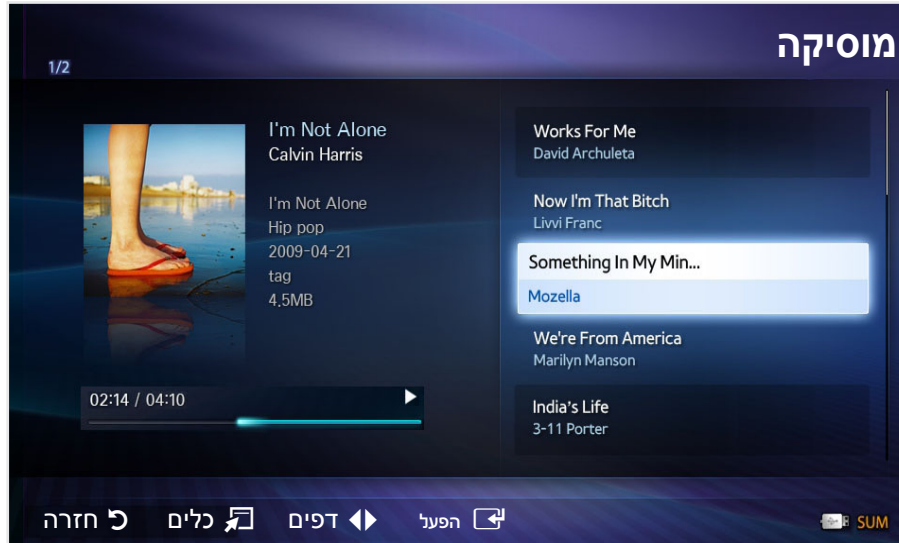 מוסיקה
1/2
I'm Not Alone
Calvin Harris
I'm Not Alone
Hip pop
2009-04-21
tag
4.5MB
02:14 / 04:10
Works For Me
David Archuleta
Now I'm That Bitch
Livvi Franc
Something In My Min...
Mozella
We're From America
Marilyn Manson
India's Life
3-11 Porter
הפעל דפים כלים חזרה
SUM